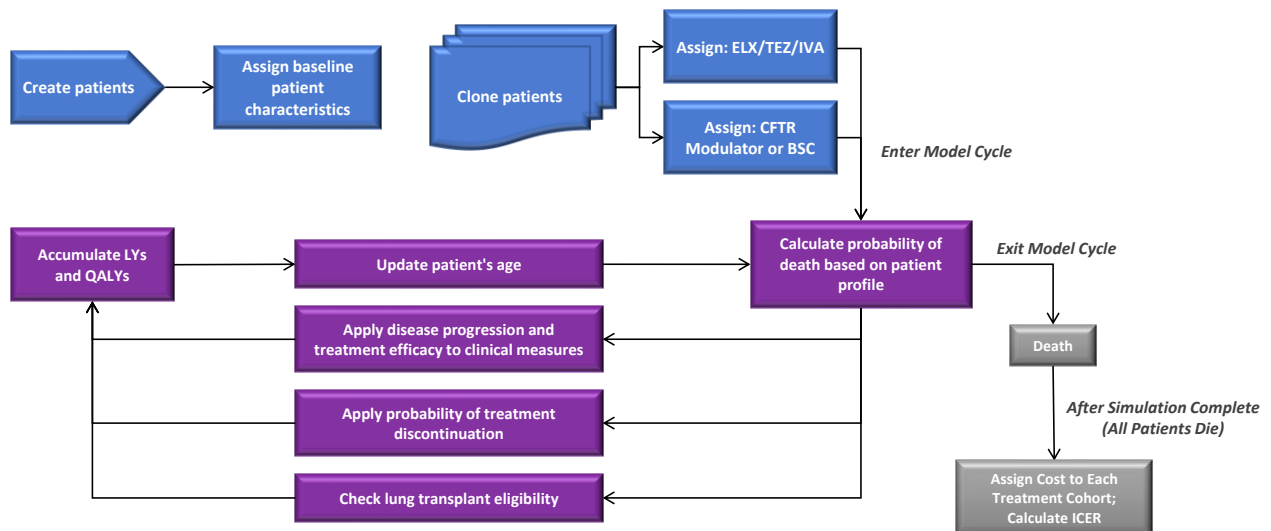 Create patients
Assign baseline
patient
characteristics
Clone patients
Assign: ELX/TEZ/IVA
Assign: CFTR
Modulator or BSC
Enter Model Cycle
Accumulate LYs
and QALYs
Update patient's age
Calculate probability of
death based on patient
profile
Exit Model Cycle
Apply disease progression and
treatment efficacy to clinical measures
Death
Apply probability of treatment
discontinuation
After Simulation Complete
(All Patients Die)
Check lung transplant eligibility
Assign Cost to Each
Treatment Cohort;
Calculate ICER